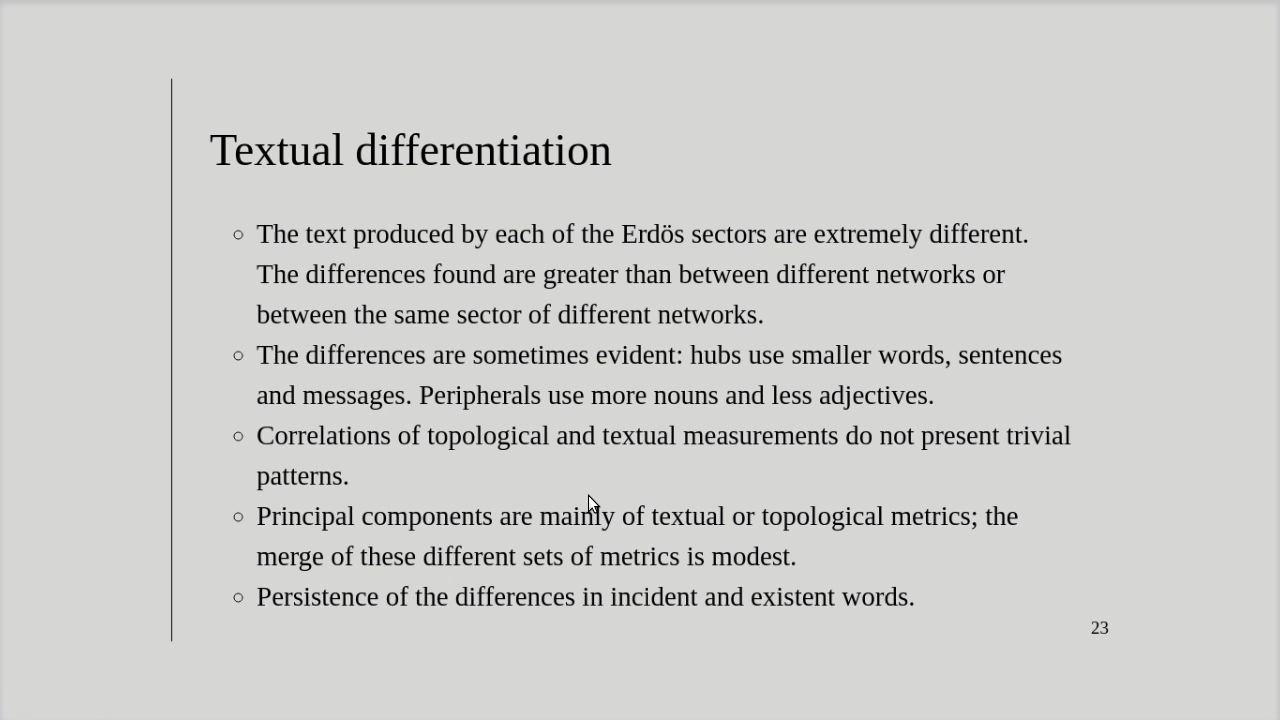 Textual differentiation
○ The text produced by each of the Erdös sectors are extremely different.
The differences found are greater than between different networks or
between the same sector of different networks.
○ The differences are sometimes evident: hubs use smaller words, sentences
and messages. Peripherals use more nouns and less adjectives.
○ Correlations of topological and textual measurements do not present trivial
patterns.
○ Principal components are mainly of textual or topological metrics; the
merge of these different sets of metrics is modest.
○ Persistence of the differences in incident and existent words.
23